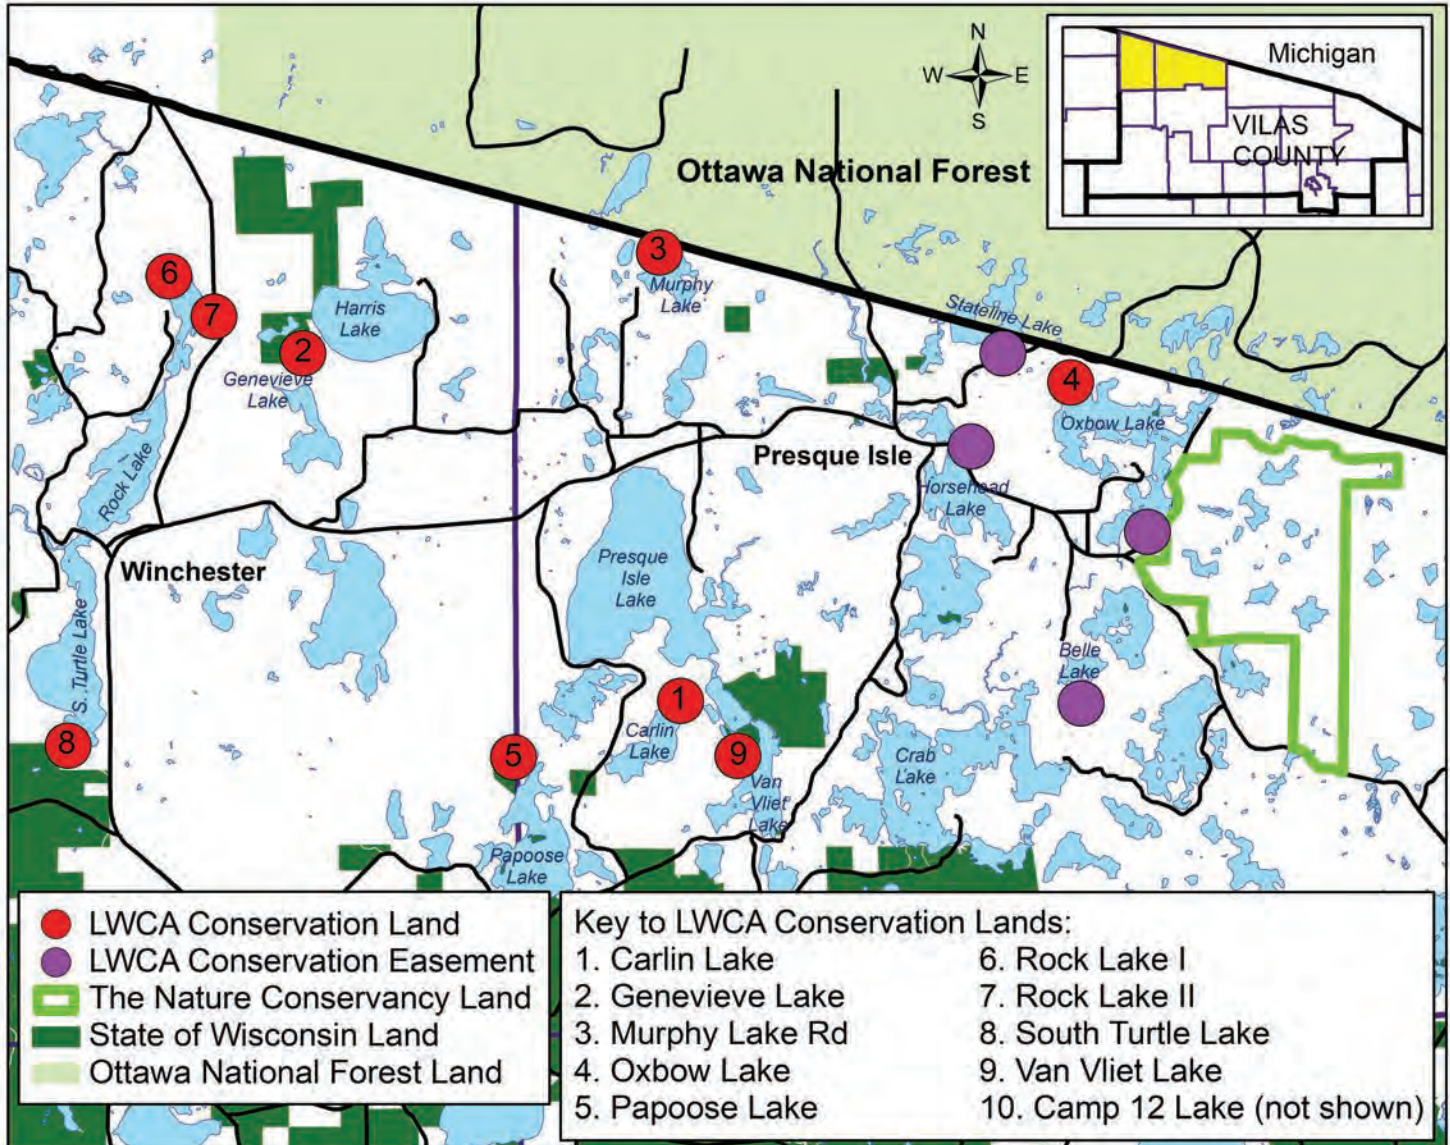 N
W E
S
Michigan
VILAS
COUNTY
Ottawa National Forest
3
Murphy
Lake
6
7
Harris
Lake
2
Genevieve
Lake
Stateline Lake
4
Oxbow Lake
Rock Lake
Presque Isle
Horsehead
Lake
Winchester
Presque
Isle
Lake
S. Turtle Lake
Belle
Lake
1
Carlin
Lake
8
5
9
Van
Vliet
Lake
Crab
Lake
Papoose
Lake
LWCA Conservation Land
LWCA Conservation Easement
The Nature Conservancy Land
State of Wisconsin Land
Ottawa National Forest Land
Key to LWCA Conservation Lands:
1. Carlin Lake
2. Genevieve Lake
3. Murphy Lake Rd
4. Oxbow Lake
5. Papoose Lake
6. Rock Lake I
7. Rock Lake II
8. South Turtle Lake
9. Van Vliet Lake
10. Camp 12 Lake (not shown)